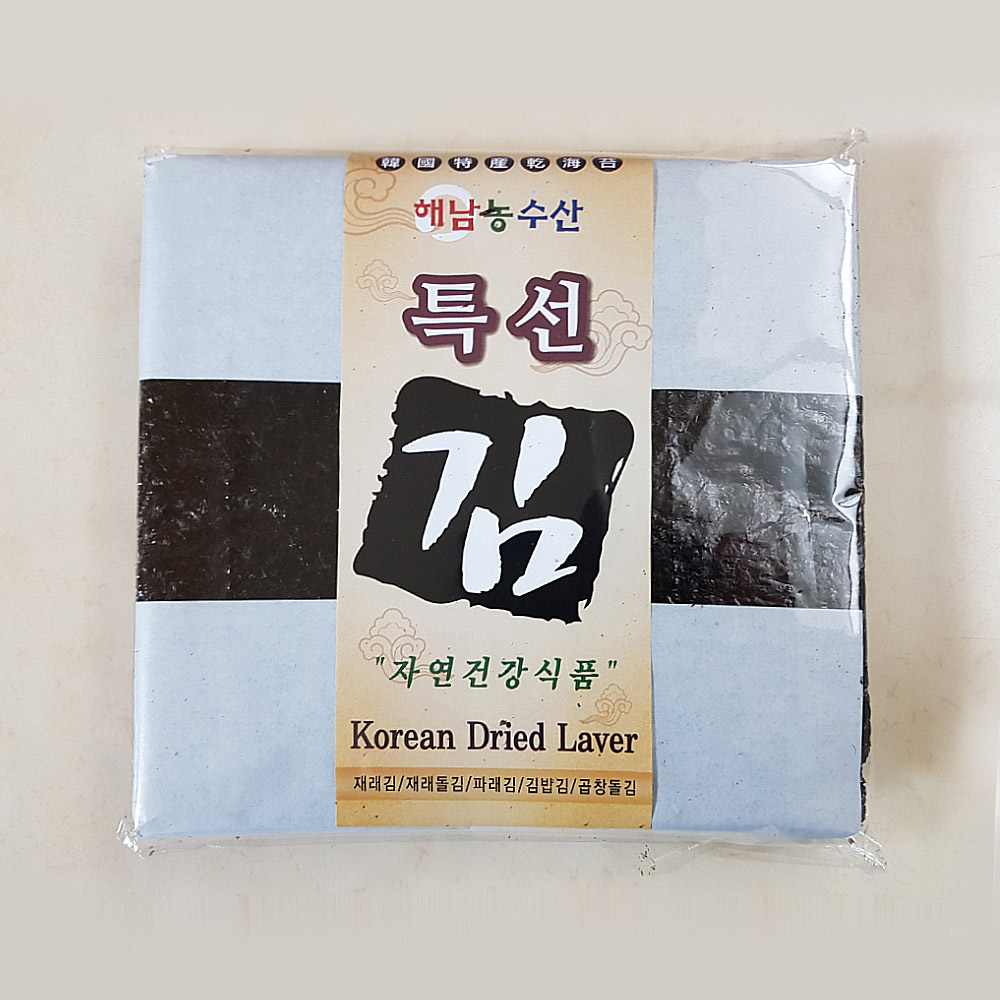 韓國特産乾海苔
해남농수산
특선
김
"자연건강식품"
Korean Dried Laver
재래김/재래돌김/파래김/김밥김/곱창돌김